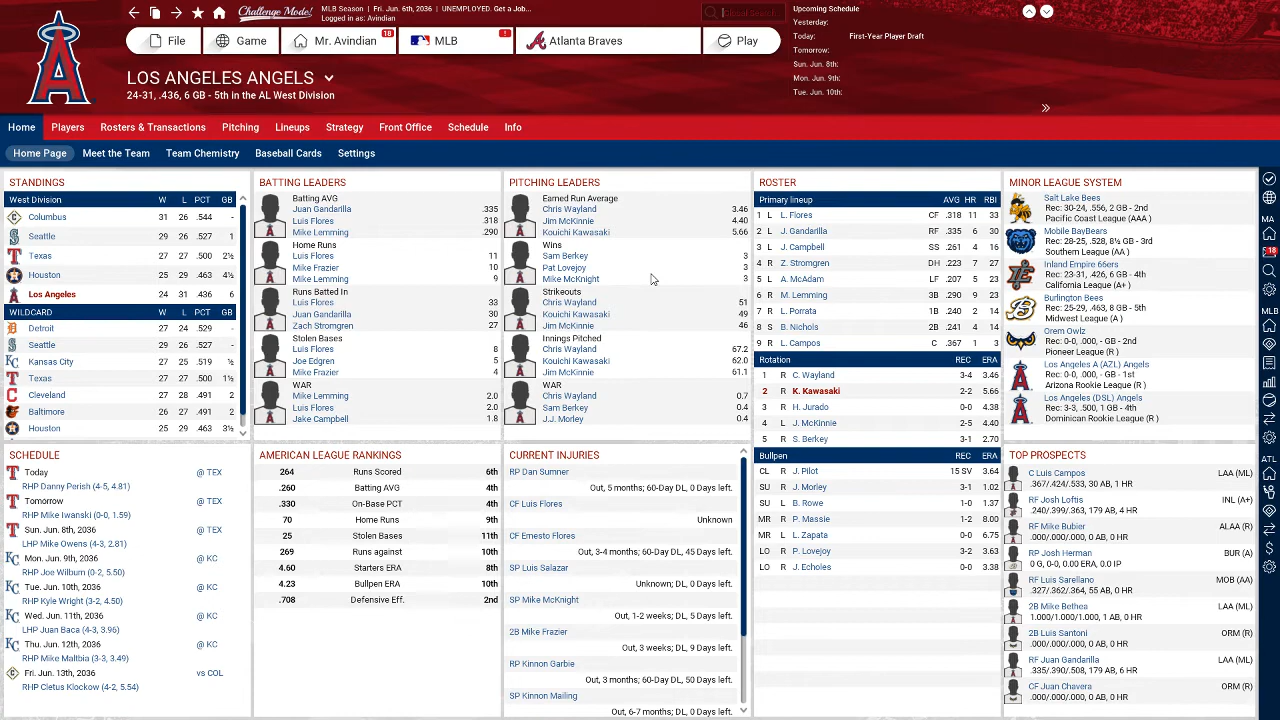 Challenge Mode!
MLB Season | Fri. Jun. 6th, 2036 | UNEMPLOYED. Get a Job...
Logged in as: Avindian
Global Search
Upcoming Schedule
Yesterday:
Today: First-Year Player Draft
Tomorrow:
Sun. Jun. 8th:
Mon. Jun. 9th:
Tue. Jun. 10th:
File
Game
Mr. Avindian 18
MLB !
Atlanta Braves
Play
LOS ANGELES ANGELS
24-31, .436, 6 GB - 5th in the AL West Division
Home Players Rosters & Transactions Pitching Lineups Strategy Front Office Schedule Info
Home Page Meet the Team Team Chemistry Baseball Cards Settings
STANDINGS
West Division W L PCT GB
Columbus 31 26 .544 -
Seattle 29 26 .527 1
Texas 27 27 .500 2½
Houston 25 29 .463 4½
Los Angeles 24 31 .436 6
WILDCARD W L PCT GB
Detroit 27 24 .529 -
Seattle 29 26 .527 -
Kansas City 27 25 .519 ½
Texas 27 27 .500 1½
Cleveland 27 28 .491 2
Baltimore 26 27 .491 2
Houston 25 29 .463 3½
BATTING LEADERS
Batting AVG
Juan Gandarilla .335
Luis Flores .318
Mike Lemming .290
Home Runs
Luis Flores 11
Mike Frazier 10
Mike Lemming 9
Runs Batted In
Luis Flores 33
Juan Gandarilla 30
Zach Stromgren 27
Stolen Bases
Luis Flores 8
Joe Edgren 5
Mike Frazier 4
WAR
Mike Lemming 2.0
Luis Flores 2.0
Jake Campbell 1.8
PITCHING LEADERS
Earned Run Average
Chris Wayland 3.46
Jim McKinnie 4.40
Kouichi Kawasaki 5.66
Wins
Sam Berkey 3
Pat Lovejoy 3
Mike McKnight 3
Strikeouts
Chris Wayland 51
Kouichi Kawasaki 49
Jim McKinnie 46
Innings Pitched
Chris Wayland 67.2
Kouichi Kawasaki 62.0
Jim McKinnie 61.1
WAR
Chris Wayland 0.7
Sam Berkey 0.4
J.J. Morley 0.4
ROSTER
Primary lineup AVG HR RBI
1 L L. Flores CF .318 11 33
2 L J. Gandarilla RF .335 6 30
3 L J. Campbell SS .261 4 16
4 R Z. Stromgren DH .223 7 27
5 L A. McAdam LF .207 5 23
6 R M. Lemming 3B .290 9 23
7 L R. Porrata 1B .240 2 14
8 S B. Nichols 2B .241 4 14
9 R L. Campos C .367 1 3
Rotation REC ERA
1 R C. Wayland 3-4 3.46
2 R K. Kawasaki 2-2 5.66
3 R H. Jurado 0-0 4.38
4 L J. McKinnie 2-5 4.40
5 R S. Berkey 3-1 2.70
Bullpen REC ERA
CL R J. Pilot 15 SV 3.64
SU R J. Morley 3-1 1.02
SU L B. Rowe 1-0 1.37
MR R P. Massie 1-2 8.00
MR L L. Zapata 0-0 6.75
LO R P. Lovejoy 3-2 3.63
LO R J. Echoles 0-0 3.38
MINOR LEAGUE SYSTEM
Salt Lake Bees
Rec: 30-24, .556, 2 GB - 2nd
Pacific Coast League (AAA )
Mobile BayBears
Rec: 28-25, .528, 8½ GB - 3rd
Southern League (AA )
Inland Empire 66ers
Rec: 23-31, .426, 6 GB - 4th
California League (A+ )
Burlington Bees
Rec: 25-29, .463, 8 GB - 5th
Midwest League (A )
Orem Owlz
Rec: 0-0, .000, - GB - 2nd
Pioneer League (R )
Los Angeles A (AZL) Angels
Rec: 0-0, .000, - GB - 1st
Arizona Rookie League (R )
Los Angeles (DSL) Angels
Rec: 3-3, .500, 1 GB - 4th
Dominican Rookie League (R )
SCHEDULE
Today @ TEX
RHP Danny Perish (4-5, 4.81)
Tomorrow @ TEX
RHP Mike Iwanski (0-0, 1.59)
Sun. Jun. 8th, 2036 @ TEX
LHP Mike Owens (4-3, 2.81)
Mon. Jun. 9th, 2036 @ KC
RHP Joe Wilburn (0-2, 5.50)
Tue. Jun. 10th, 2036 @ KC
RHP Kyle Wright (3-2, 4.50)
Wed. Jun. 11th, 2036 @ KC
LHP Juan Baca (4-3, 3.96)
Thu. Jun. 12th, 2036 @ KC
RHP Mike Maltbia (3-3, 3.49)
Fri. Jun. 13th, 2036 vs COL
RHP Cletus Klockow (4-2, 5.54)
AMERICAN LEAGUE RANKINGS
264 Runs Scored 6th
.260 Batting AVG 4th
.330 On-Base PCT 4th
70 Home Runs 9th
25 Stolen Bases 11th
269 Runs against 10th
4.60 Starters ERA 8th
4.23 Bullpen ERA 10th
.708 Defensive Eff. 2nd
CURRENT INJURIES
RP Dan Sumner
Out, 5 months; 60-Day DL, 0 Days left.
CF Luis Flores
Unknown
CF Ernesto Flores
Out, 3-4 months; 60-Day DL, 45 Days left.
SP Luis Salazar
Unknown; DL, 0 Days left.
SP Mike McKnight
Out, 1-2 weeks; DL, 5 Days left.
2B Mike Frazier
Out, 3 weeks; DL, 9 Days left.
RP Kinnon Garbie
Out, 3 months; 60-Day DL, 50 Days left.
SP Kinnon Mailing
Out, 6-7 months; DL, 0 Days left.
TOP PROSPECTS
C Luis Campos LAA (ML)
.367/.424/.533, 30 AB, 1 HR
RF Josh Loftis INL (A+)
.240/.399/.363, 179 AB, 4 HR
RF Mike Bubier ALAA (R)
.000/.000/.000, 0 AB, 0 HR
RP Josh Herman BUR (A)
0 G, 0-0, 0.00 ERA, 0.0 IP
RF Luis Sarellano MOB (AA)
.327/.362/.364, 55 AB, 0 HR
2B Mike Bethea LAA (ML)
1.000/1.000/1.000, 1 AB, 0 HR
2B Luis Santoni ORM (R)
.000/.000/.000, 0 AB, 0 HR
RF Juan Gandarilla LAA (ML)
.335/.390/.508, 179 AB, 6 HR
CF Juan Chavera ORM (R)
.000/.000/.000, 0 AB, 0 HR
MA
18
MLB
ATL